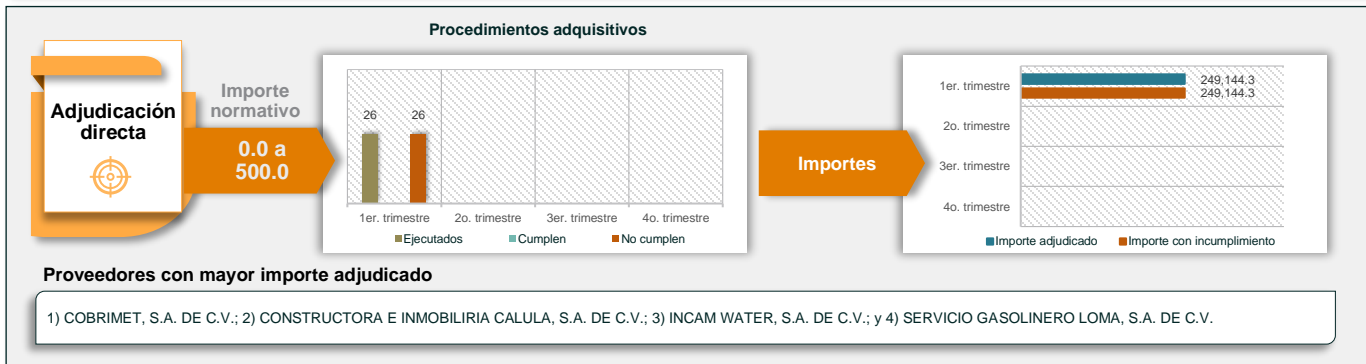 Procedimientos adquisitivos
Adjudicación
directa
Importe
normativo
0.0 a
500.0
26
26
1er. trimestre
2o. trimestre
3er. trimestre
4o. trimestre
Ejecutados
Cumplen
No cumplen
Importes
1er. trimestre
249,144.3
249,144.3
2o. trimestre
3er. trimestre
4o. trimestre
Importe adjudicado
Importe con incumplimiento
Proveedores con mayor importe adjudicado
1) COBRIMET, S.A. DE C.V.; 2) CONSTRUCTORA E INMOBILIRIA CALULA, S.A. DE C.V.; 3) INCAM WATER, S.A. DE C.V.; y 4) SERVICIO GASOLINERO LOMA, S.A. DE C.V.